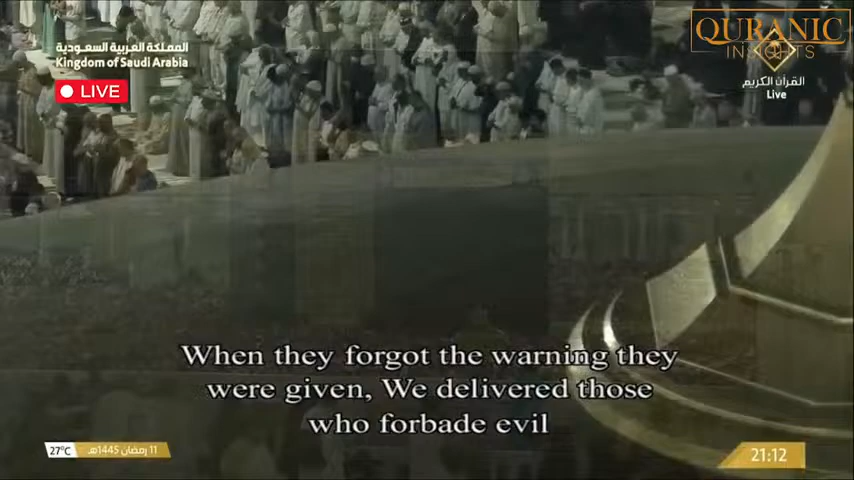 المملكة العربية السعودية
Kingdom of Saudi Arabia
LIVE
QURANIC
INSIGHTS
القرآن الكريم
Live
When they forgot the warning they
were given, We delivered those
who forbade evil
27°C
11 رمضان 1445هـ
21:12